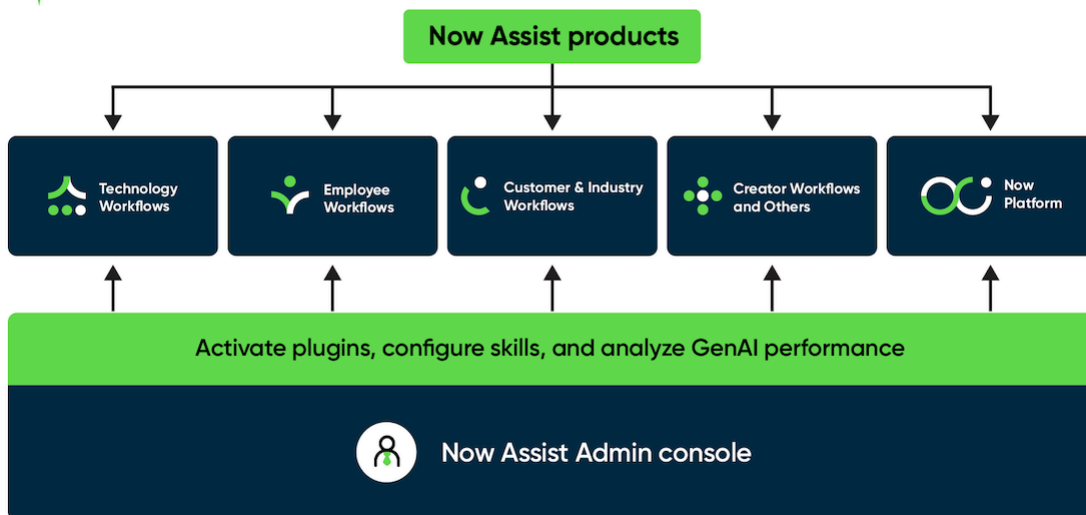 Now Assist products
Technology
Workflows
Employee
Workflows
Customer & Industry
Workflows
Creator Workflows
and Others
Now
Platform
Activate plugins, configure skills, and analyze GenAI performance
Now Assist Admin console